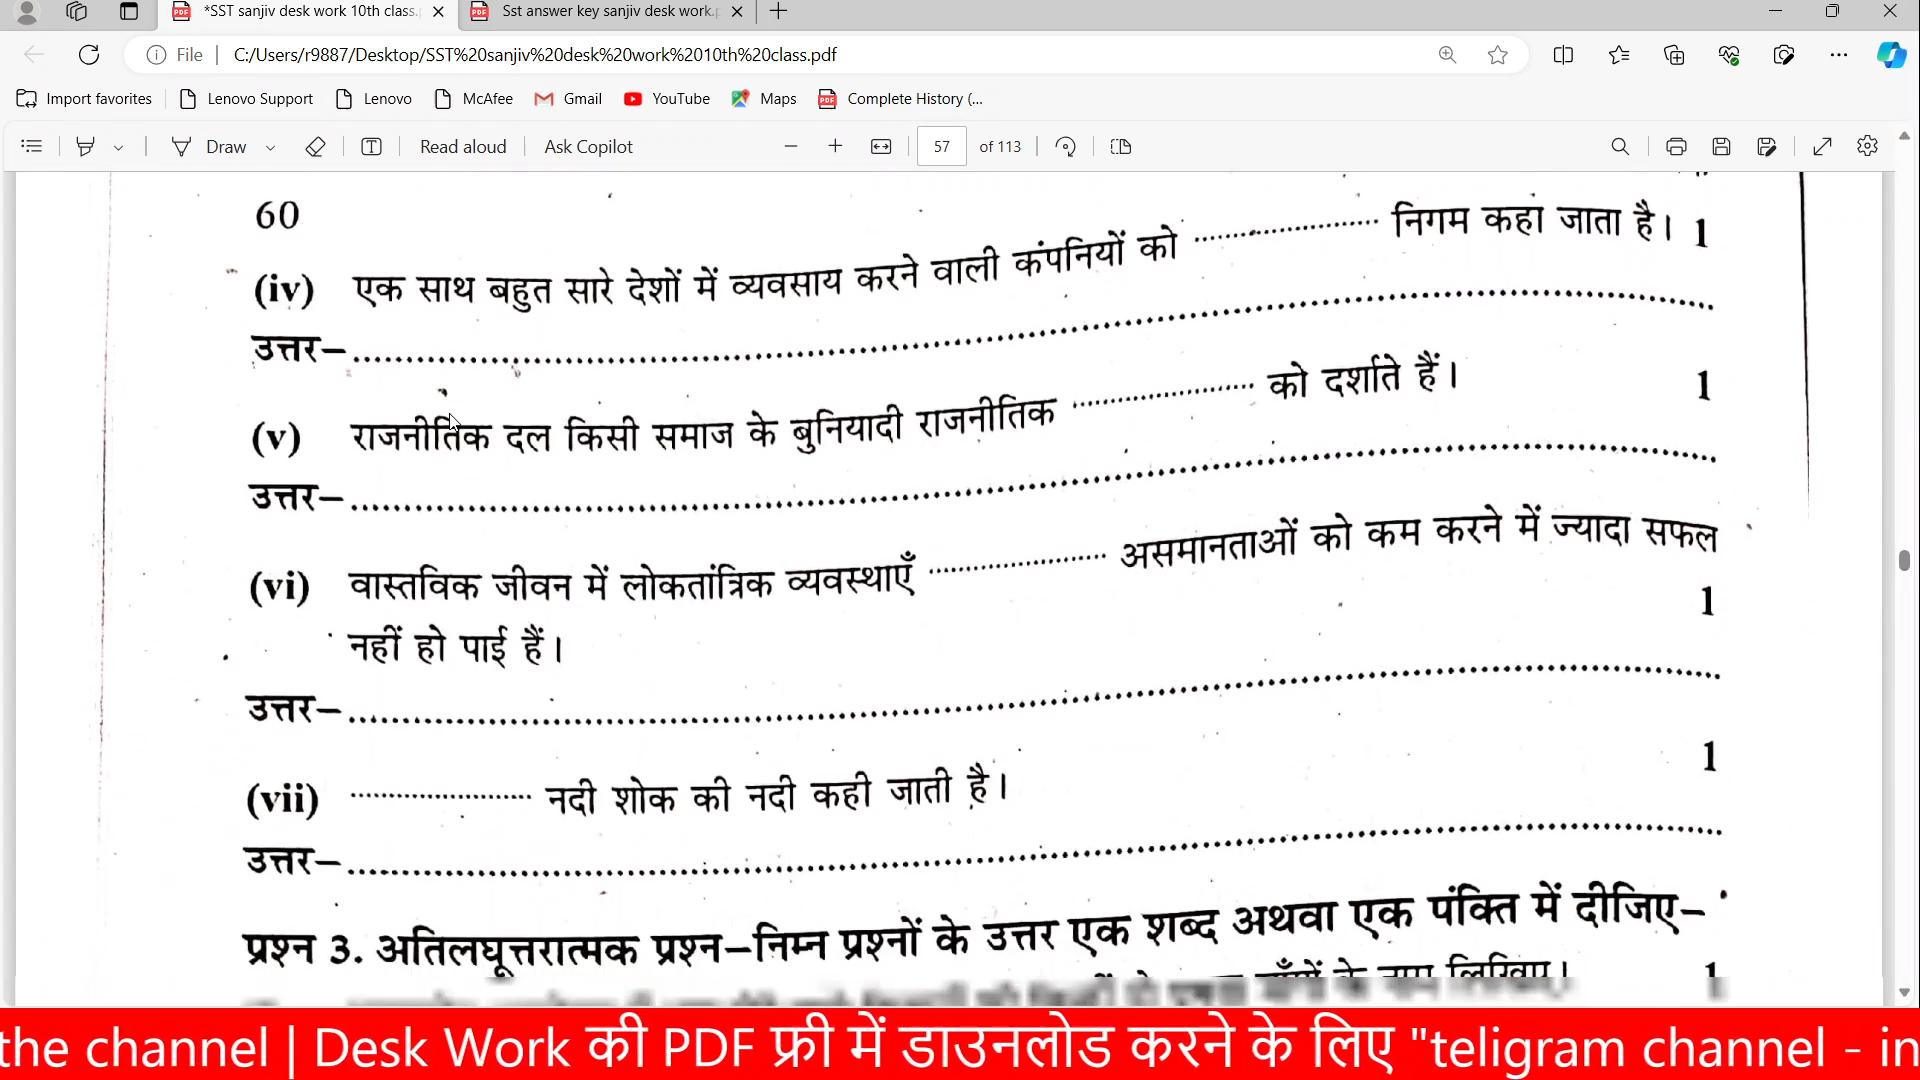 *SST sanjiv desk work 10th class.
Sst answer key sanjiv desk work.p
File
C:/Users/r9887/Desktop/SST%20sanjiv%20desk%20work%2010th%20class.pdf
Import favorites
Lenovo Support
Lenovo
McAfee
Gmail
YouTube
Maps
Complete History (...
Draw
Read aloud
Ask Copilot
57 of 113
60
(iv) एक साथ बहुत सारे देशों में व्यवसाय करने वाली कंपनियों को .................... निगम कहा जाता है। 1
उत्तर–....................
(v) राजनीतिक दल किसी समाज के बुनियादी राजनीतिक .................... को दर्शाते हैं। 1
उत्तर–....................
(vi) वास्तविक जीवन में लोकतांत्रिक व्यवस्थाएँ .................... असमानताओं को कम करने में ज्यादा सफल
नहीं हो पाई हैं। 1
उत्तर–....................
(vii) .................... नदी शोक की नदी कही जाती है। 1
उत्तर–....................
प्रश्न 3. अतिलघूत्तरात्मक प्रश्न–निम्न प्रश्नों के उत्तर एक शब्द अथवा एक पंक्ति में दीजिए–
के नाम लिखिए। 1
the channel | Desk Work की PDF फ्री में डाउनलोड करने के लिए "teligram channel - in